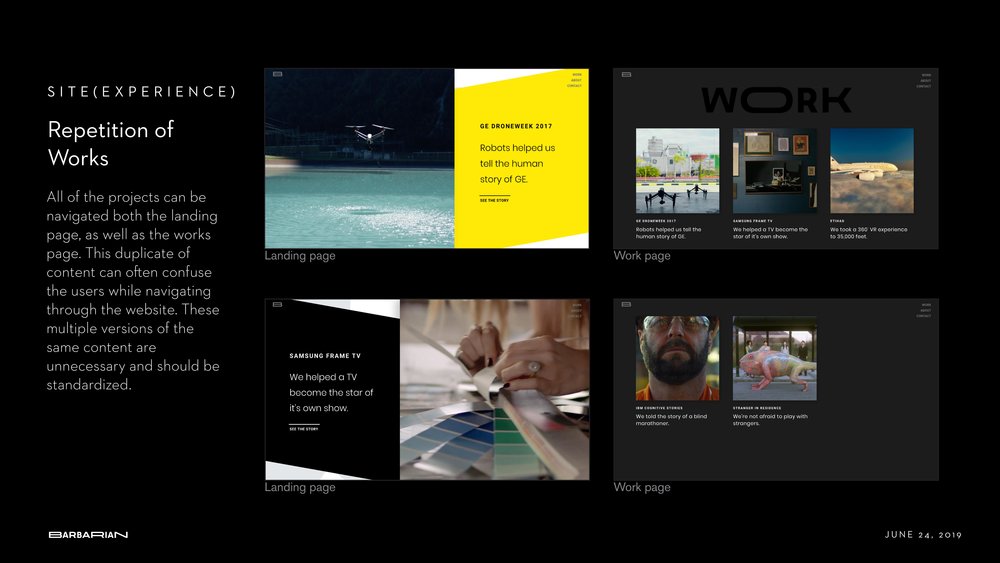 SITE(EXPERIENCE)
Repetition of
Works
All of the projects can be
navigated both the landing
page, as well as the works
page. This duplicate of
content can often confuse
the users while navigating
through the website. These
multiple versions of the
same content are
unnecessary and should be
standardized.
WORK
ABOUT
CONTACT
GE DRONEWEEK 2017
Robots helped us
tell the human
story of GE.
SEE THE STORY
Landing page
WORK
ABOUT
CONTACT
WORK
GE DRONEWEEK 2017
Robots helped us tell the
human story of GE.
SAMSUNG FRAME TV
We helped a TV become the
star of it's own show.
ETIHAD
We took a 360° VR experience
to 35,000 feet.
Work page
WORK
ABOUT
CONTACT
SAMSUNG FRAME TV
We helped a TV
become the star of
it's own show.
SEE THE STORY
Landing page
WORK
ABOUT
CONTACT
IBM COGNITIVE STORIES
We told the story of a blind
marathoner.
STRANGER IN RESIDENCE
We're not afraid to play with
strangers.
Work page
BARBARIAN
JUNE 24, 2019